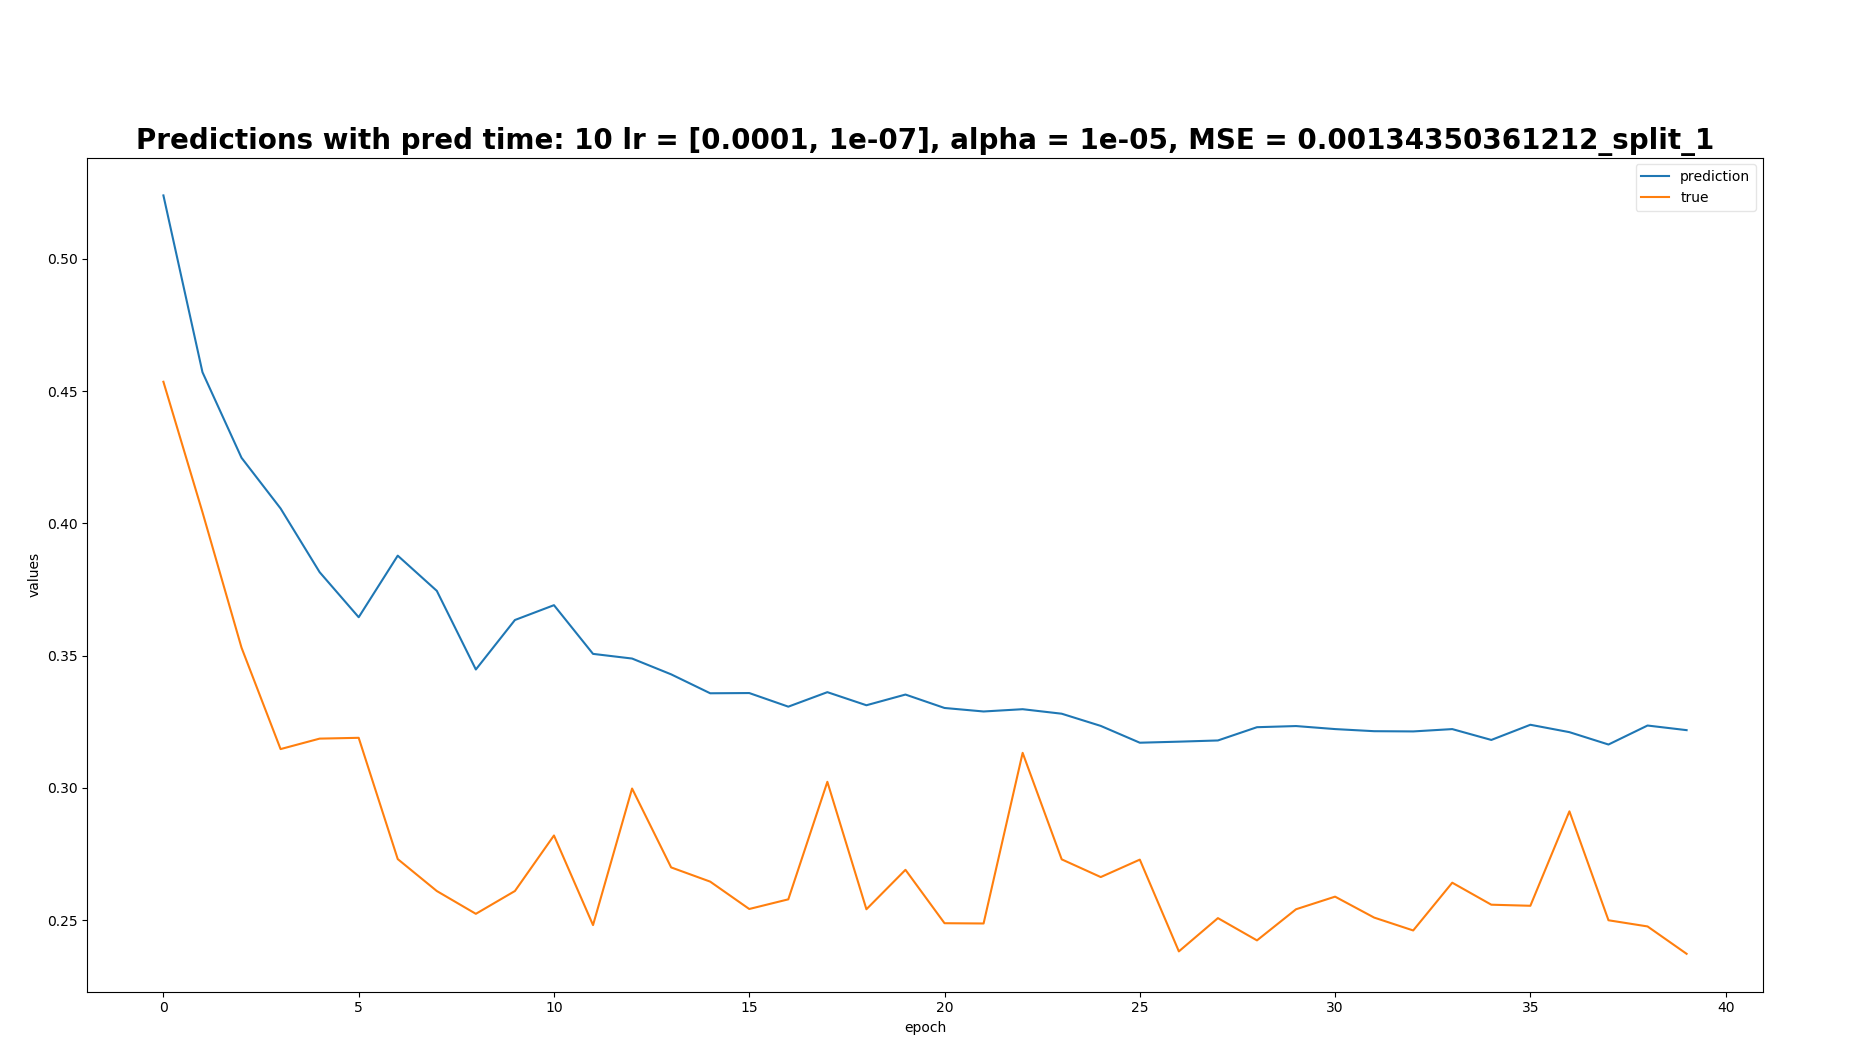 Predictions with pred time: 10 lr = [0.0001, 1e-07], alpha = 1e-05, MSE = 0.00134350361212_split_1
prediction
true
0.50
0.45
0.40
0.35
0.30
0.25
values
0 5 10 15 20 25 30 35 40
epoch